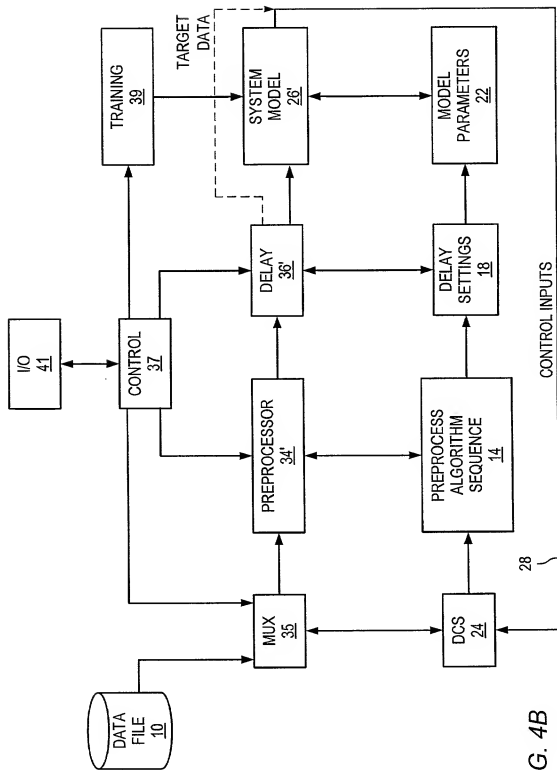 I/O
41
CONTROL
37
TRAINING
39
TARGET
DATA
DATA
FILE
10
MUX
35
PREPROCESSOR
34'
DELAY
36'
SYSTEM
MODEL
26'
DCS
24
PREPROCESS
ALGORITHM
SEQUENCE
14
DELAY
SETTINGS
18
MODEL
PARAMETERS
22
28
CONTROL INPUTS
G. 4B